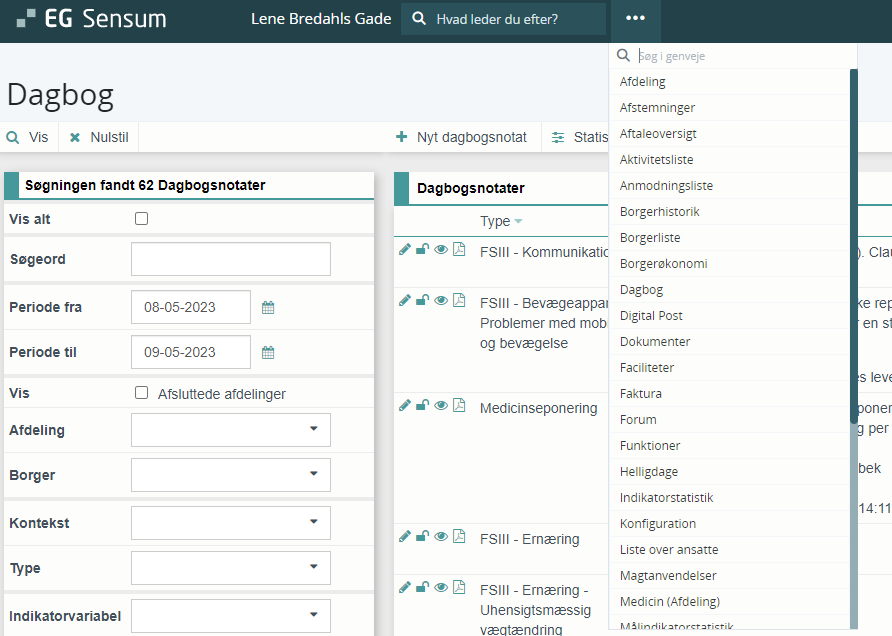 EG Sensum
Lene Bredahls Gade
Hvad leder du efter?
Dagbog
Vis
Nulstil
Nyt dagbogsnotat
Statis
Søgningen fandt 62 Dagbogsnotater
Vis alt
Søgeord
Periode fra
08-05-2023
Periode til
09-05-2023
Vis
Afsluttede afdelinger
Afdeling
Borger
Kontekst
Type
Indikatorvariabel
Dagbogsnotater
Type
FSIII - Kommunikatio
FSIII - Bevægeappar
Problemer med mob
og bevægelse
Medicinseponering
FSIII - Ernæring
FSIII - Ernæring -
Uhensigtsmæssig
vægtændring
Søg i genveje
Afdeling
Afstemninger
Aftaleoversigt
Aktivitetsliste
Anmodningsliste
Borgerhistorik
Borgerliste
Borgerøkonomi
Dagbog
Digital Post
Dokumenter
Faciliteter
Faktura
Forum
Funktioner
Helligdage
Indikatorstatistik
Konfiguration
Liste over ansatte
Magtanvendelser
Medicin (Afdeling)
Målindikatorstatistik
). Clau
ke rep
r en st
es leve
poner
g per
bek
14:11